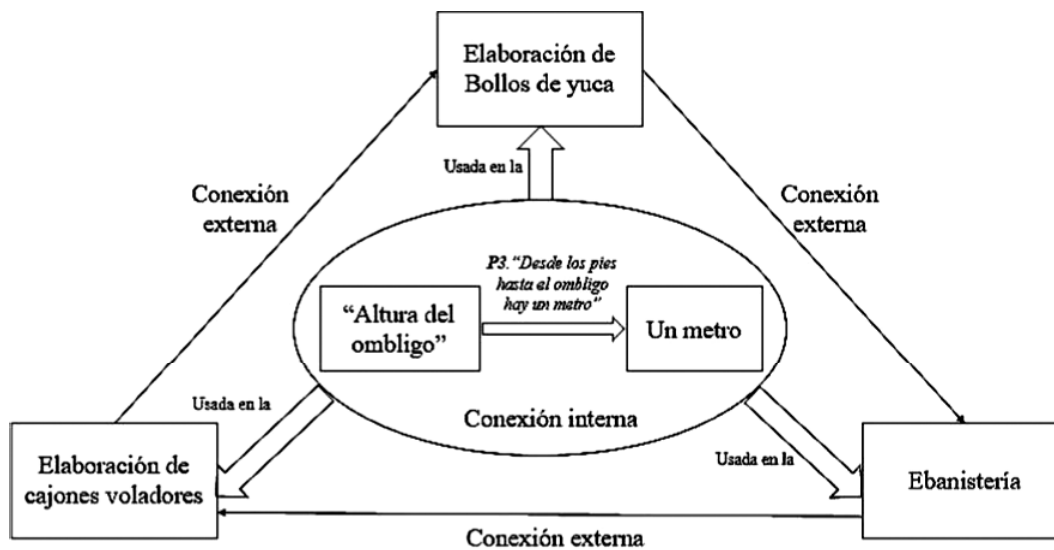 Elaboración de
Bollos de yuca
Usada en la
Conexión
externa
Conexión
externa
P3."Desde los pies
hasta el ombligo
hay un metro"
"Altura del
ombligo"
Un metro
Usada en la
Conexión interna
Usada en la
Elaboración de
cajones voladores
Ebanistería
Conexión externa